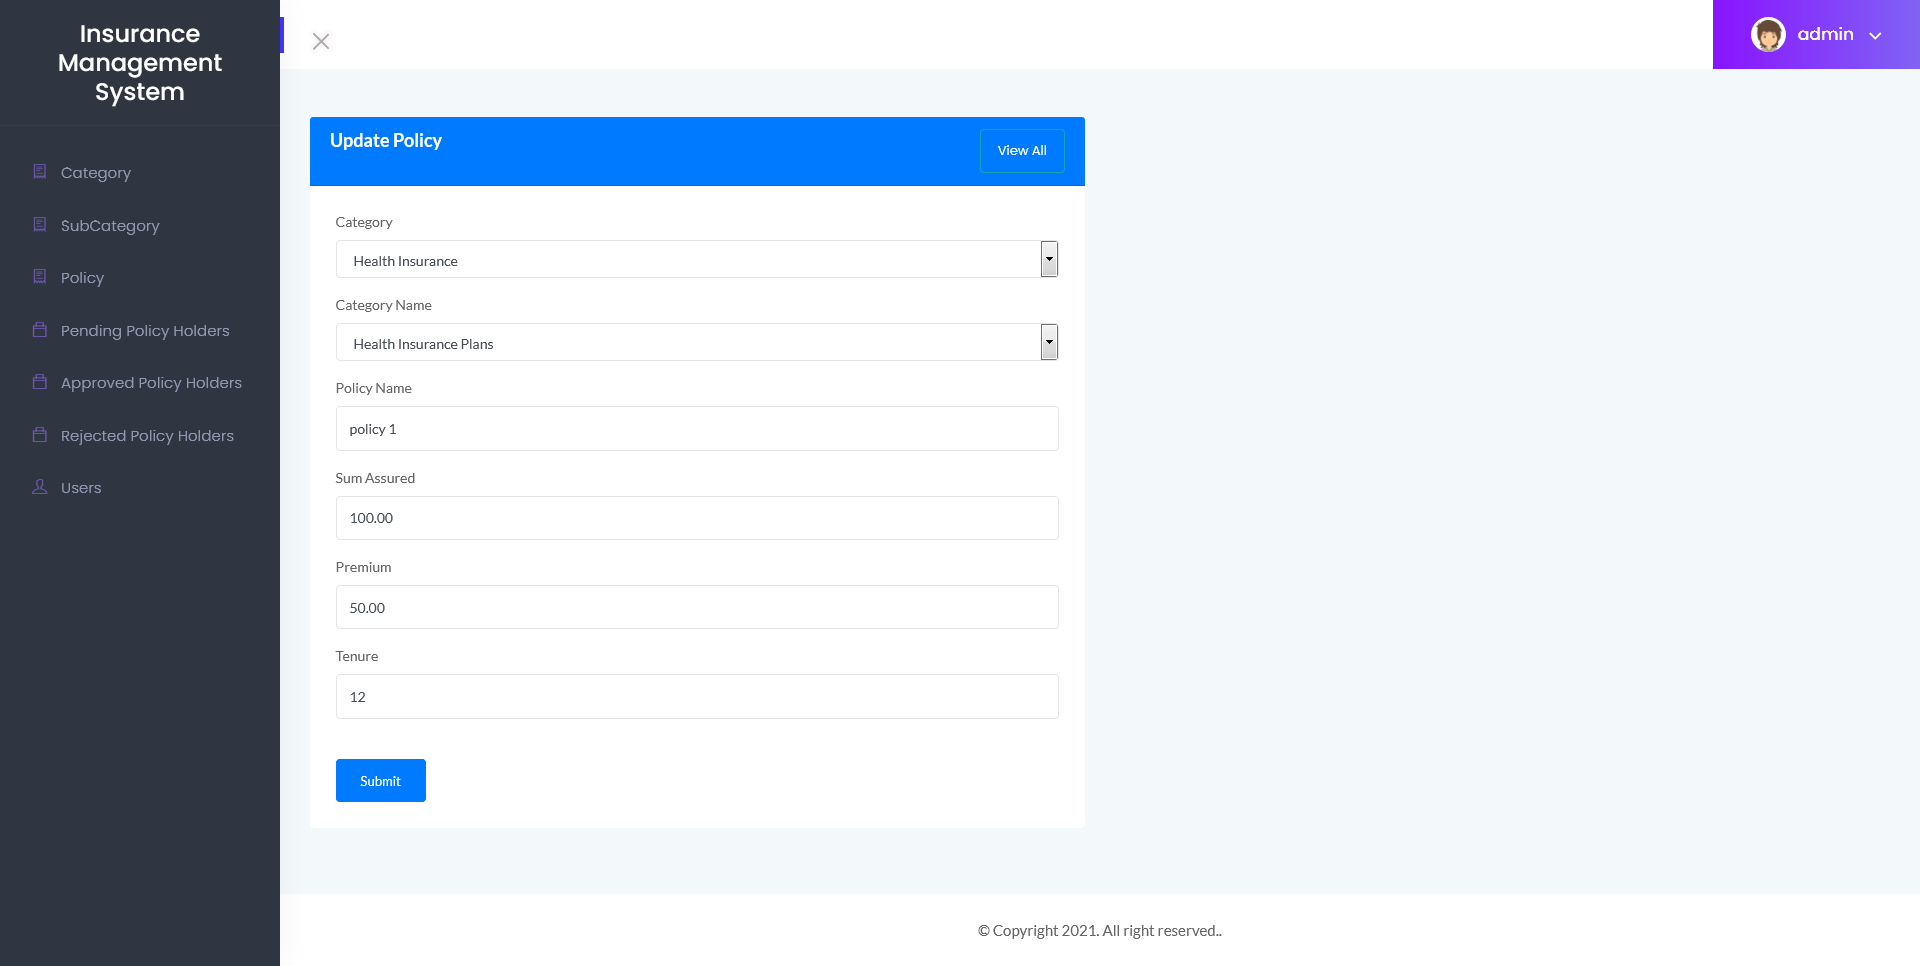 Insurance
Management
System
admin
Category
SubCategory
Policy
Pending Policy Holders
Approved Policy Holders
Rejected Policy Holders
Users
Update Policy
View All
Category
Health Insurance
Category Name
Health Insurance Plans
Policy Name
policy 1
Sum Assured
100.00
Premium
50.00
Tenure
12
Submit
© Copyright 2021. All right reserved..